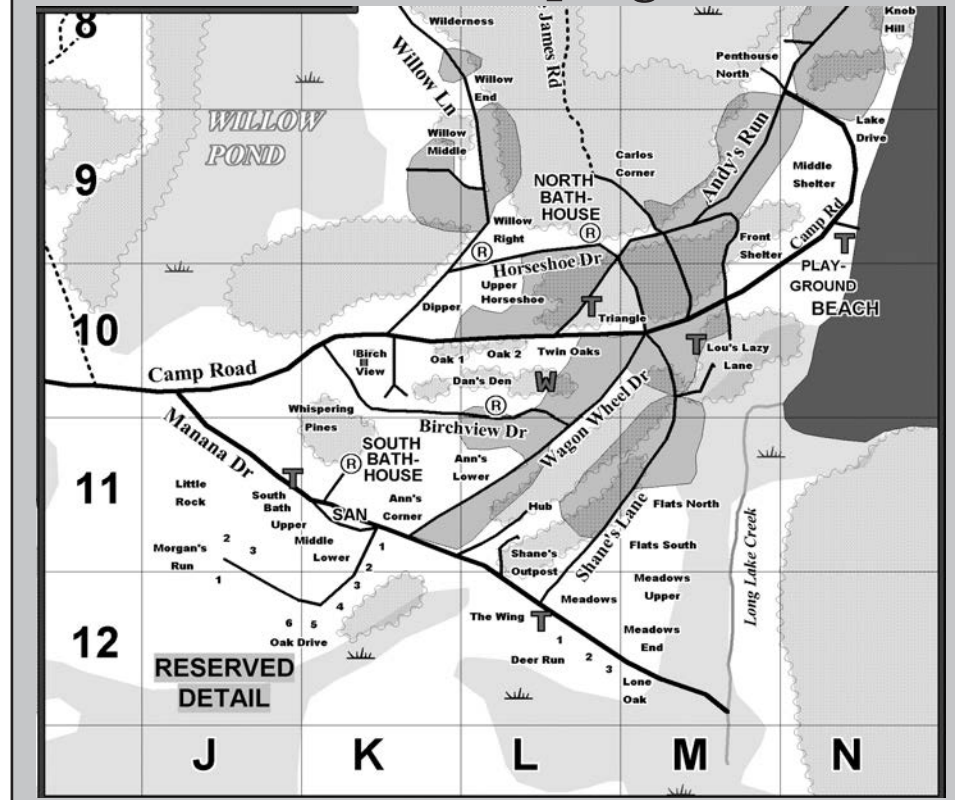 8
Wilderness
James Rd
Knob
Hill
Penthouse
North
Willow Ln
Willow
End
WILLOW
POND
Willow
Middle
Lake
Drive
Carlos
Corner
Andy's Run
9
Middle
Shelter
NORTH
BATH-
HOUSE
R
Willow
Right
R
Camp Rd
Front
Shelter
T
Horseshoe Dr
PLAY-
GROUND
BEACH
Upper
Horseshoe
Dipper
T
Triangle
10
Birch
III
View
Oak 1
Oak 2
Twin Oaks
T
Lou's Lazy
Lane
Camp Road
Dan's Den
W
Whispering
Pines
R
Wagon Wheel Dr
Birchview Dr
Manana Dr
SOUTH
BATH-
HOUSE
R
Ann's
Lower
11
T
Little
Rock
South
Bath
Ann's
Corner
Hub
Flats North
SAN
Upper
Middle
Lower
Shane's Lane
Long Lake Creek
Morgan's
Run
1
2
3
1
2
3
4
5
6
Oak Drive
Shane's
Outpost
Flats South
Meadows
Upper
Meadows
12
The Wing
T
Meadows
End
1
2
3
Deer Run
Lone
Oak
RESERVED
DETAIL
J
K
L
M
N